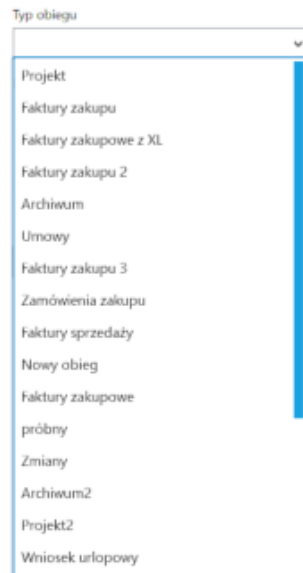 Typ obiegu
Projekt
Faktury zakupu
Faktury zakupowe z XL
Faktury zakupu 2
Archiwum
Umowy
Faktury zakupu 3
Zamówienia zakupu
Faktury sprzedaży
Nowy obieg
Faktury zakupowe
próbny
Zmiany
Archiwum2
Projekt2
Wniosek urlopowy